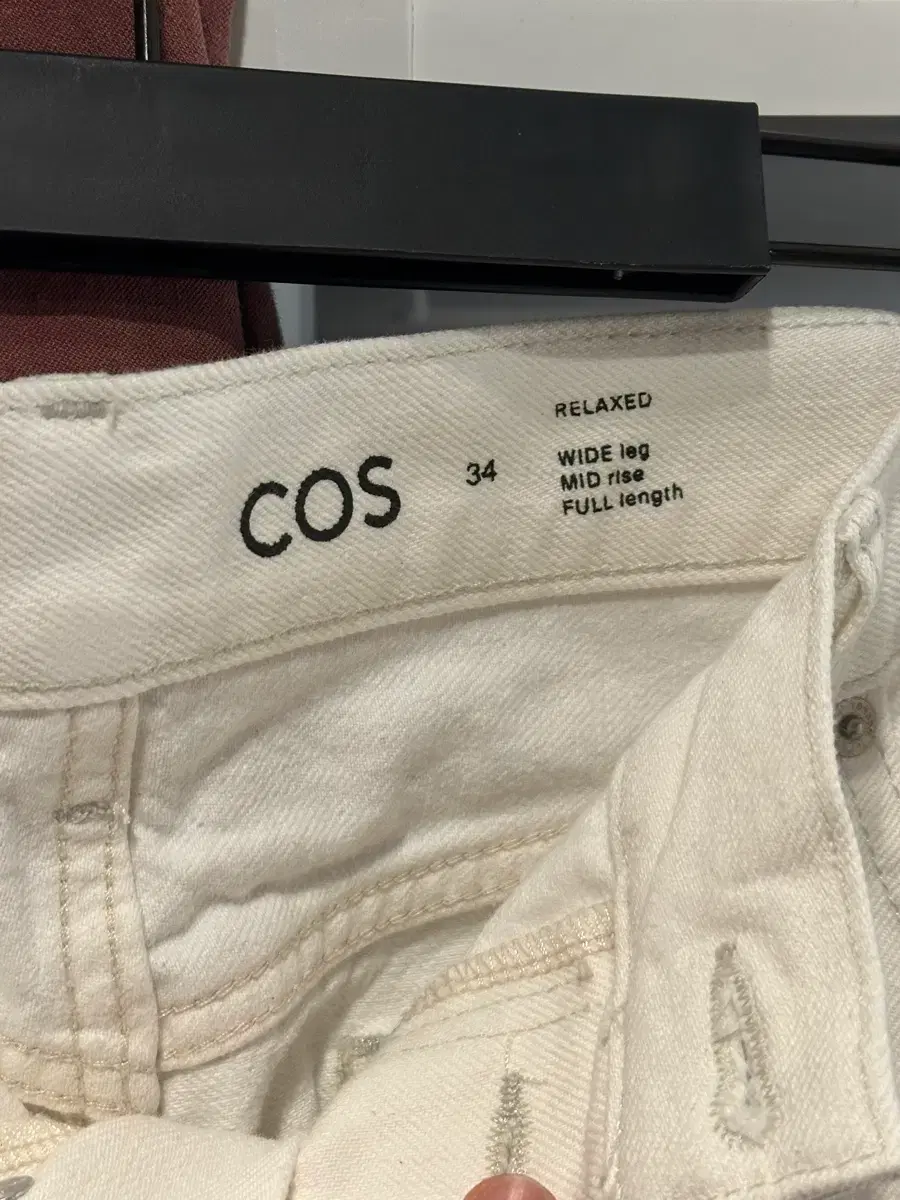 COS
34
RELAXED
WIDE leg
MID rise
FULL length